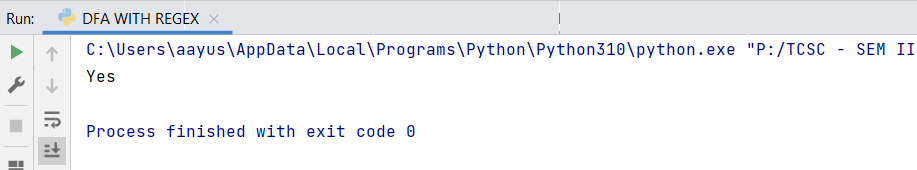 Run: DFA WITH REGEX
C:\Users\aayus\AppData\Local\Programs\Python\Python310\python.exe "P:/TCSC - SEM II
Yes
Process finished with exit code 0